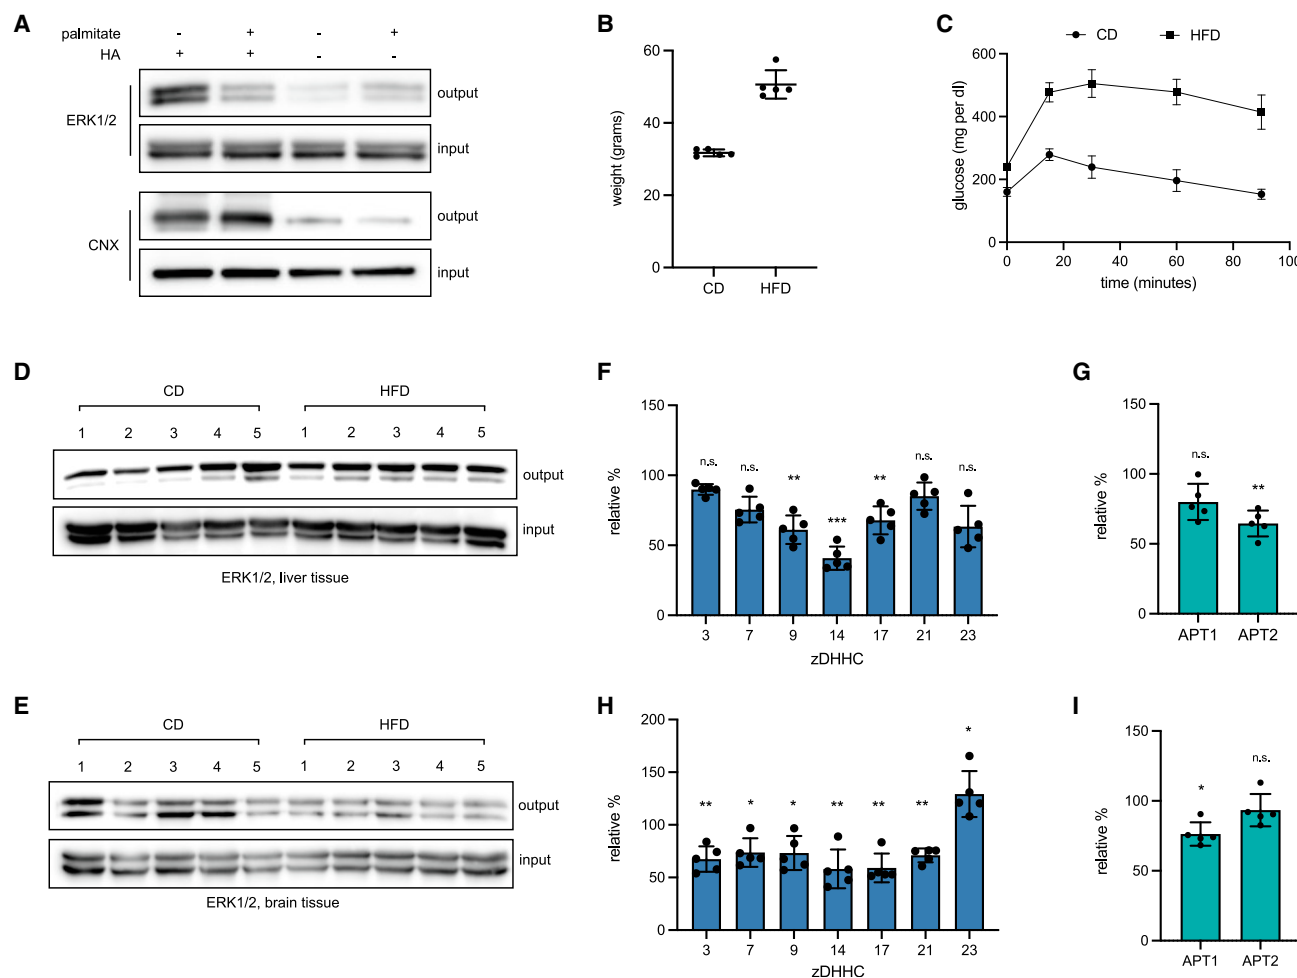 A
palmitate - + - +
HA + + - -
ERK1/2
output
input
CNX
output
input
B
weight (grams)
60
40
20
0
CD HFD
C
CD HFD
glucose (mg per dl)
600
400
200
0
0 20 40 60 80 100
time (minutes)
D
CD HFD
1 2 3 4 5 1 2 3 4 5
output
input
ERK1/2, liver tissue
E
CD HFD
1 2 3 4 5 1 2 3 4 5
output
input
ERK1/2, brain tissue
F
relative %
150
100
50
0
n.s. n.s. ** *** ** n.s. n.s.
3 7 9 14 17 21 23
zDHHC
G
relative %
150
100
50
0
n.s. **
APT1 APT2
H
relative %
200
150
100
50
0
** * * ** ** ** *
3 7 9 14 17 21 23
zDHHC
I
relative %
150
100
50
0
* n.s.
APT1 APT2